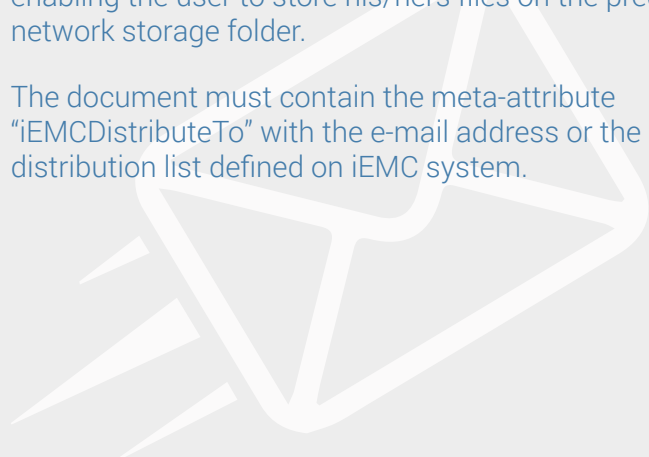 enabling the user to store his/hers files on the
network storage folder.
The document must contain the meta-attribute
“iEMCDistributeTo” with the e-mail address or the
distribution list defined on iEMC system.